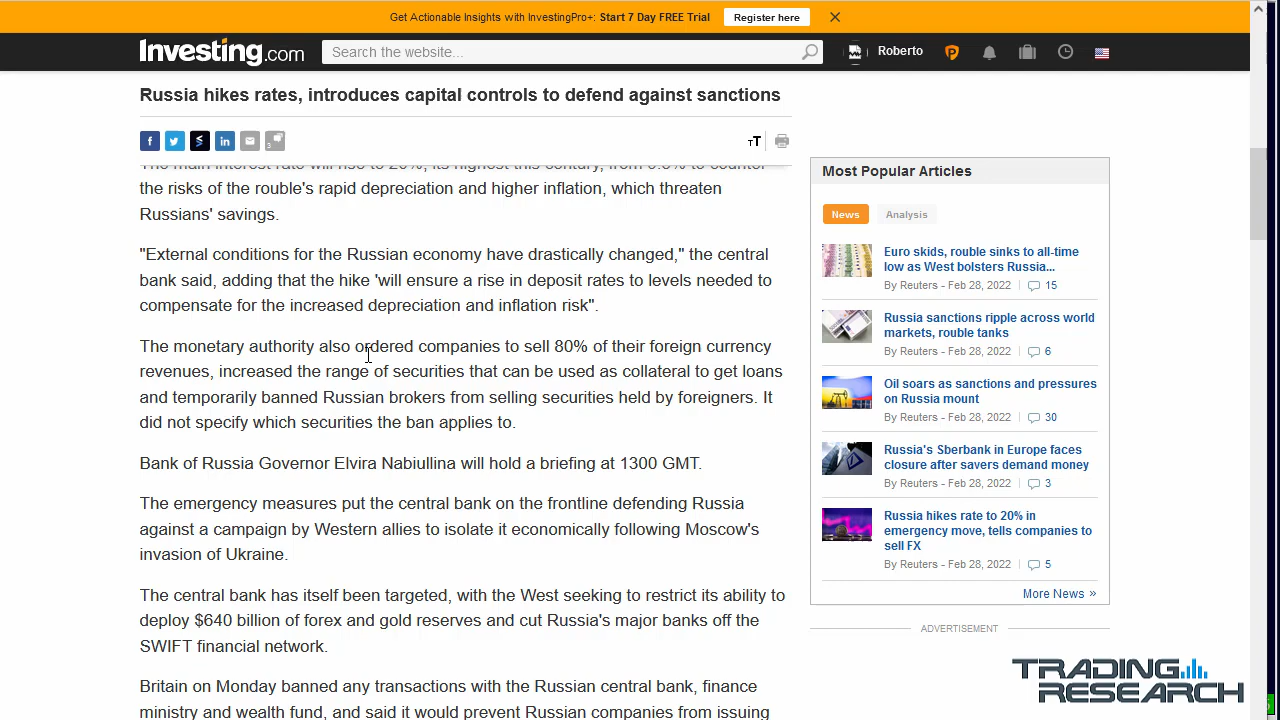 Get Actionable Insights with InvestingPro+: Start 7 Day FREE Trial
Register here
Investing.com
Search the website...
Roberto
Russia hikes rates, introduces capital controls to defend against sanctions
3
TT
the risks of the rouble's rapid depreciation and higher inflation, which threaten
Russians' savings.
"External conditions for the Russian economy have drastically changed," the central
bank said, adding that the hike 'will ensure a rise in deposit rates to levels needed to
compensate for the increased depreciation and inflation risk".
The monetary authority also ordered companies to sell 80% of their foreign currency
revenues, increased the range of securities that can be used as collateral to get loans
and temporarily banned Russian brokers from selling securities held by foreigners. It
did not specify which securities the ban applies to.
Bank of Russia Governor Elvira Nabiullina will hold a briefing at 1300 GMT.
The emergency measures put the central bank on the frontline defending Russia
against a campaign by Western allies to isolate it economically following Moscow's
invasion of Ukraine.
The central bank has itself been targeted, with the West seeking to restrict its ability to
deploy $640 billion of forex and gold reserves and cut Russia's major banks off the
SWIFT financial network.
Britain on Monday banned any transactions with the Russian central bank, finance
ministry and wealth fund, and said it would prevent Russian companies from issuing
Most Popular Articles
News
Analysis
Euro skids, rouble sinks to all-time
low as West bolsters Russia...
By Reuters - Feb 28, 2022 | 15
Russia sanctions ripple across world
markets, rouble tanks
By Reuters - Feb 28, 2022 | 6
Oil soars as sanctions and pressures
on Russia mount
By Reuters - Feb 28, 2022 | 30
Russia's Sberbank in Europe faces
closure after savers demand money
By Reuters - Feb 28, 2022 | 3
Russia hikes rate to 20% in
emergency move, tells companies to
sell FX
By Reuters - Feb 28, 2022 | 5
More News »
ADVERTISEMENT
TRADING
RESEARCH